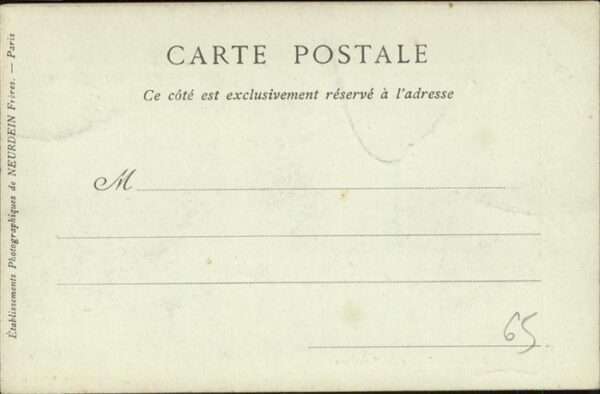 CARTE POSTALE
Ce côté est exclusivement réservé à l'adresse
M
65
Établissements Photographiques de NEURDEIN Frères. — Paris